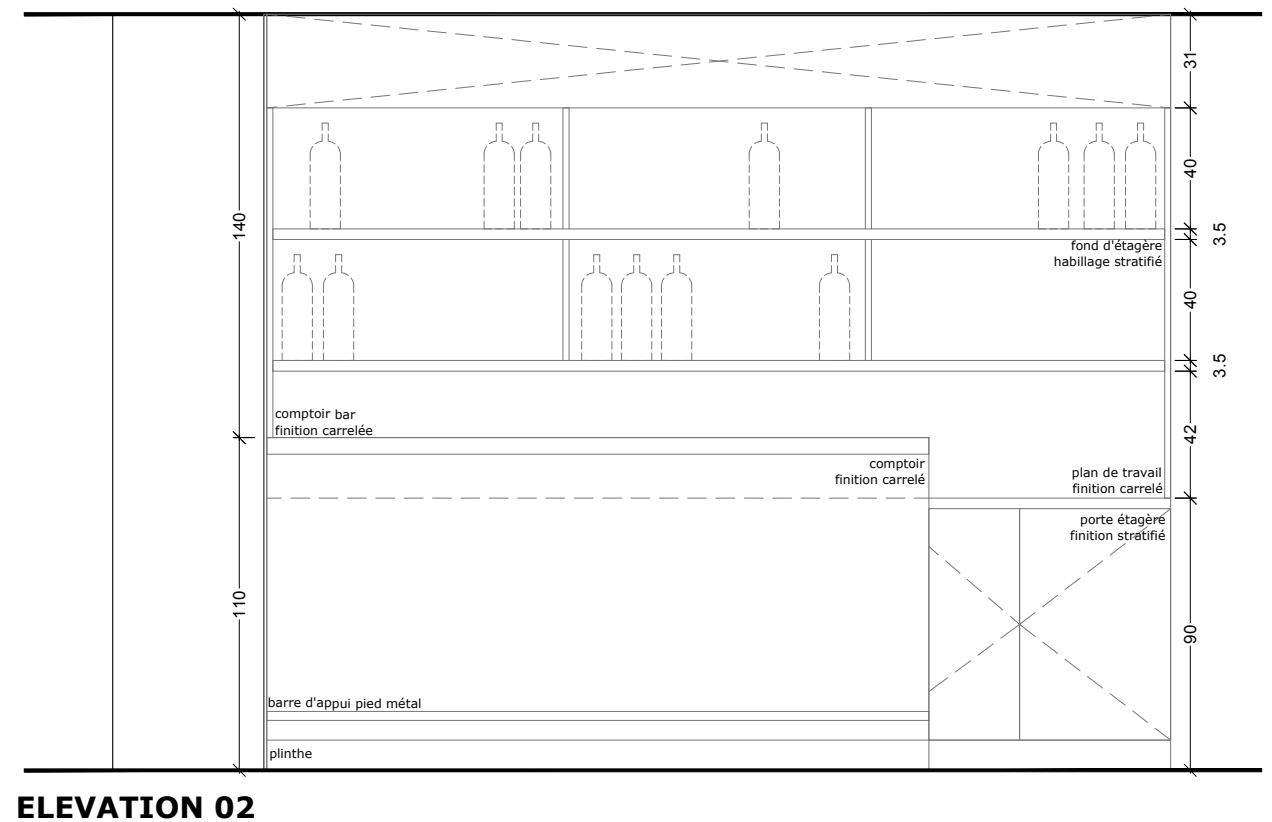 31
40
140
3.5
fond d'étagère
habillage stratifié
40
3.5
comptoir bar
finition carrelée
42
comptoir
finition carrelé
plan de travail
finition carrelé
porte étagère
finition stratifié
110
90
barre d'appui pied métal
plinthe
ELEVATION 02